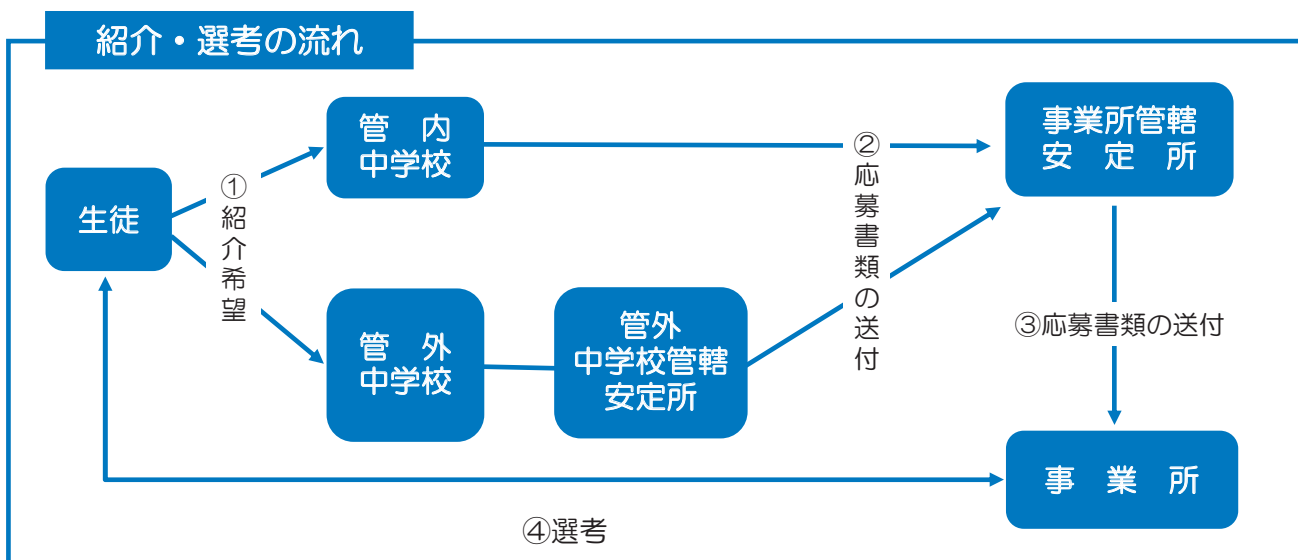 紹介・選考の流れ
生徒
①紹介希望
管　内
中学校
管　外
中学校
管外
中学校管轄
安定所
②応募書類の送付
事業所管轄
安　定　所
③応募書類の送付
事　業　所
④選考